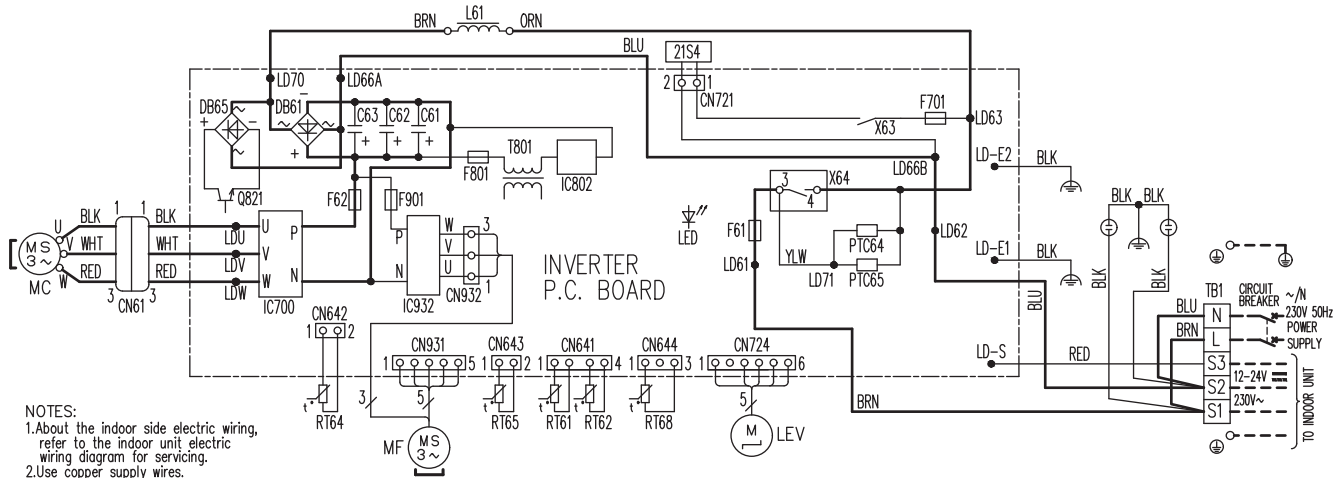 BRN L61 ORN
BLU
21S4
LD70 LD66A
2 1
CN721
DB65 DB61
C63 C62 C61
F701
X63
LD63
T801
F801
IC802
LD66B
LD-E2 BLK
Q821
F62 F901
3 X64
4
LED
F61
PTC64
LD62
YLW
LD71
PTC65
LD61
LD-E1 BLK
BLK BLK
BLK BLK
U BLK 1 1 BLK LDU U P
MS 3~ V WHT WHT LDV V
W RED 3 3 RED LDW W N
MC CN61 IC700
P W 3
V
N U 1
IC932 CN932
INVERTER
P.C. BOARD
BLU
TB1 CIRCUIT
BREAKER
~/N
230V 50Hz
POWER
SUPPLY
BLU N
BRN L
S3
12-24V
S2
230V~
S1
TO INDOOR UNIT
LD-S RED
BRN
CN642
1 2
CN931
1 5
CN643
1 2
CN641
1 4
CN644
1 3
CN724
1 6
t° RT64
3 5
t° RT65
t° RT61
t° RT62
t° RT68
5
MF MS 3~
M LEV
NOTES:
1.About the indoor side electric wiring,
refer to the indoor unit electric
wiring diagram for servicing.
2.Use copper supply wires.